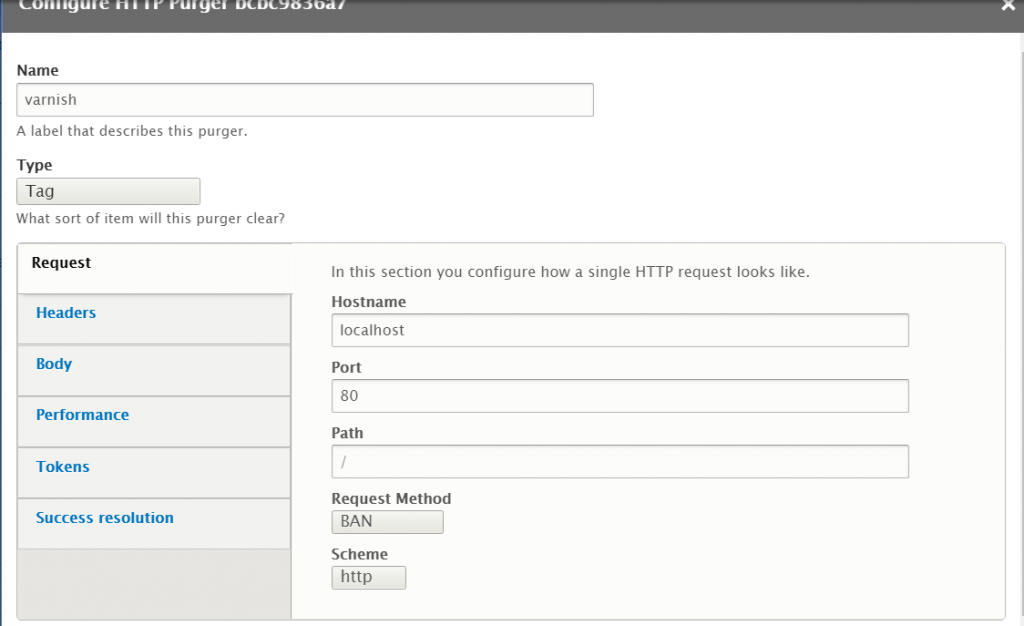 Configure HTTP Purger bcbc9836a7
Name
varnish
A label that describes this purger.
Type
Tag
What sort of item will this purger clear?
Request
Headers
Body
Performance
Tokens
Success resolution
In this section you configure how a single HTTP request looks like.
Hostname
localhost
Port
80
Path
/
Request Method
BAN
Scheme
http